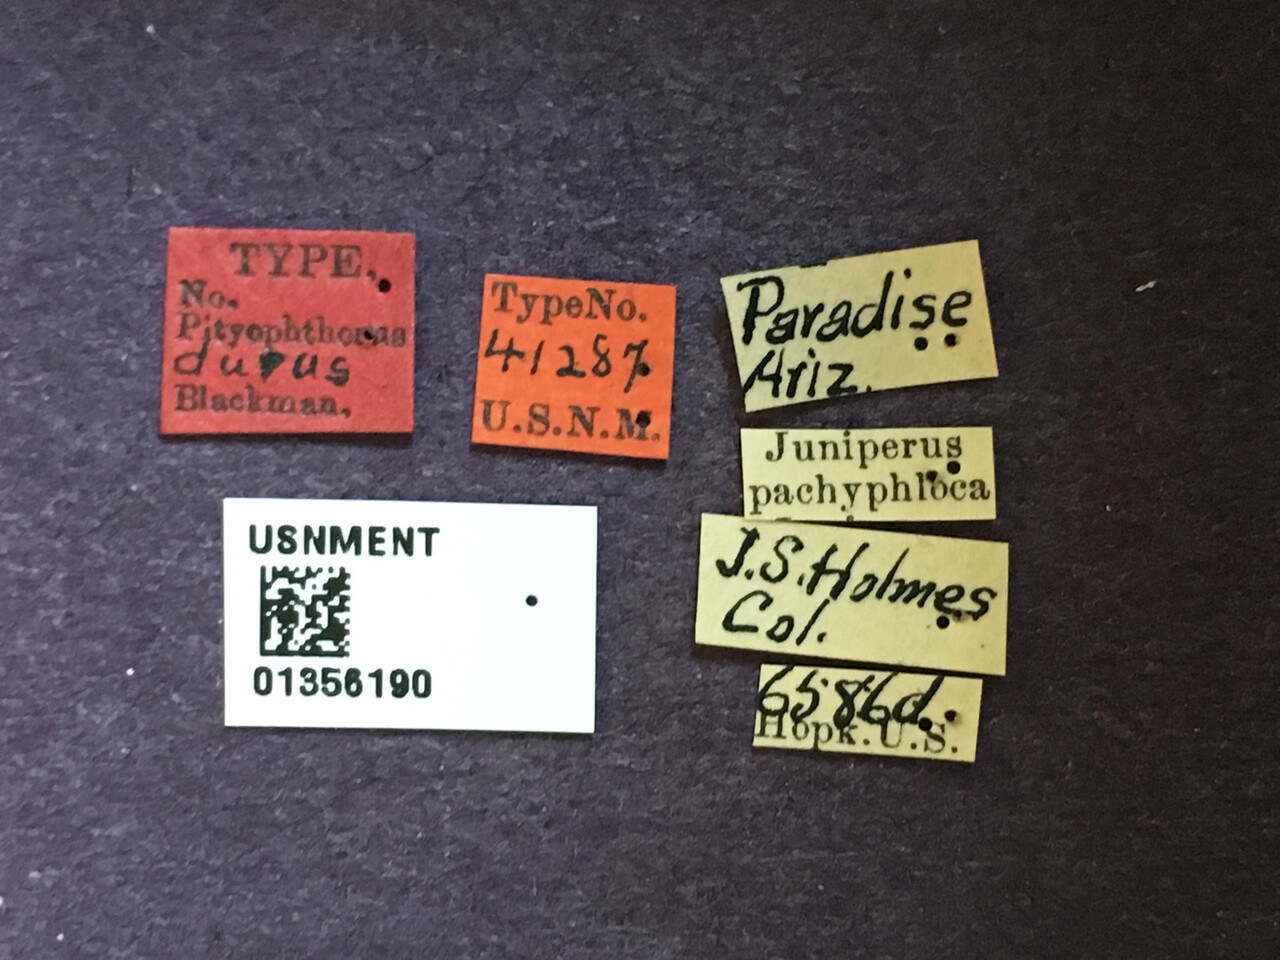 TYPE.
No.
Pityophthorus
durus
Blackman.
TypeNo.
41287
U.S.N.M.
Paradise
Ariz.
Juniperus
pachyphloca
J.S.Holmes
Col.
6586d.
Hopk.U.S.
USNMENT
01356190